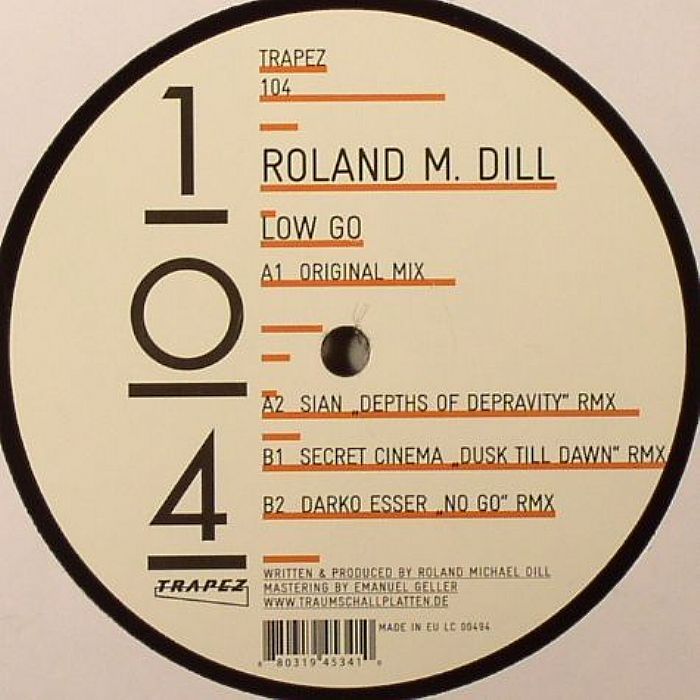 TRAPEZ
104
1
0
4
ROLAND M. DILL
LOW GO
A1 ORIGINAL MIX
A2 SIAN „DEPTHS OF DEPRAVITY" RMX
B1 SECRET CINEMA „DUSK TILL DAWN" RMX
B2 DARKO ESSER „NO GO" RMX
TRAPEZ
WRITTEN & PRODUCED BY ROLAND MICHAEL DILL
MASTERING BY EMANUEL GELLER
WWW.TRAUMSCHALLPLATTEN.DE
MADE IN EU LC 00494
8 80319 45341 0